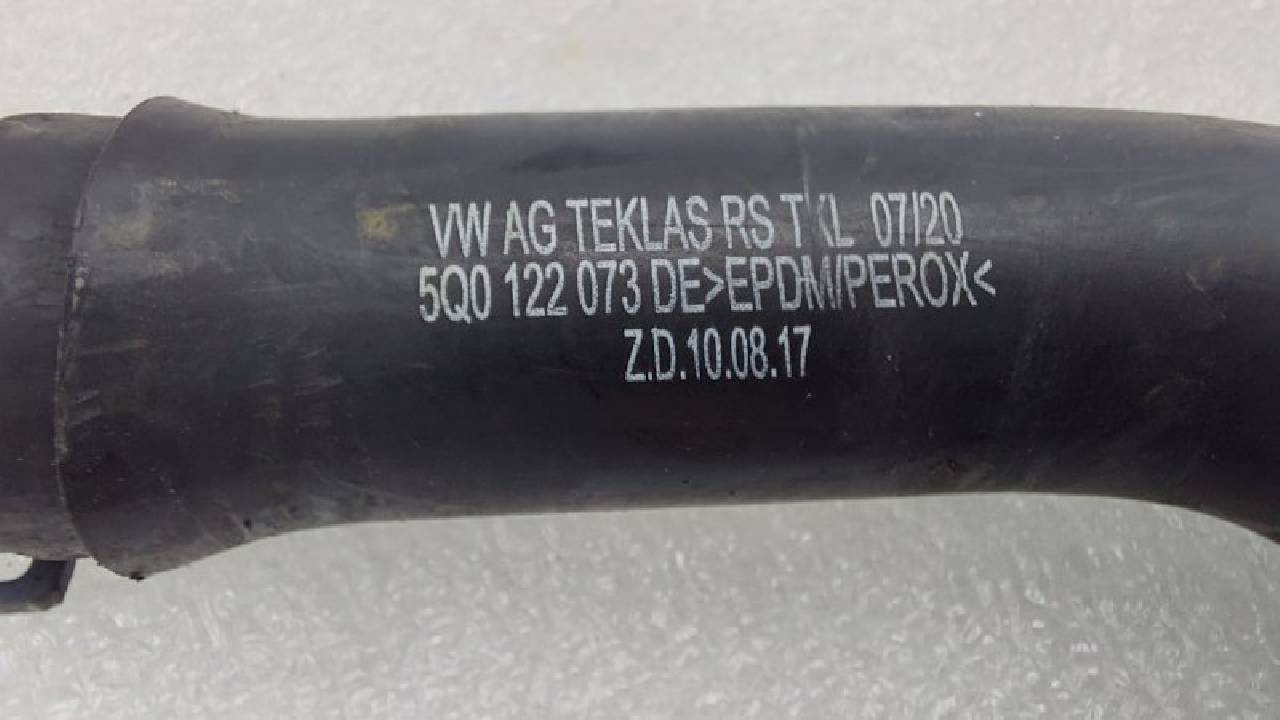 VW AG TEKLAS RS TKL 07/20
5Q0 122 073 DE>EPDM/PEROX<
Z.D.10.08.17